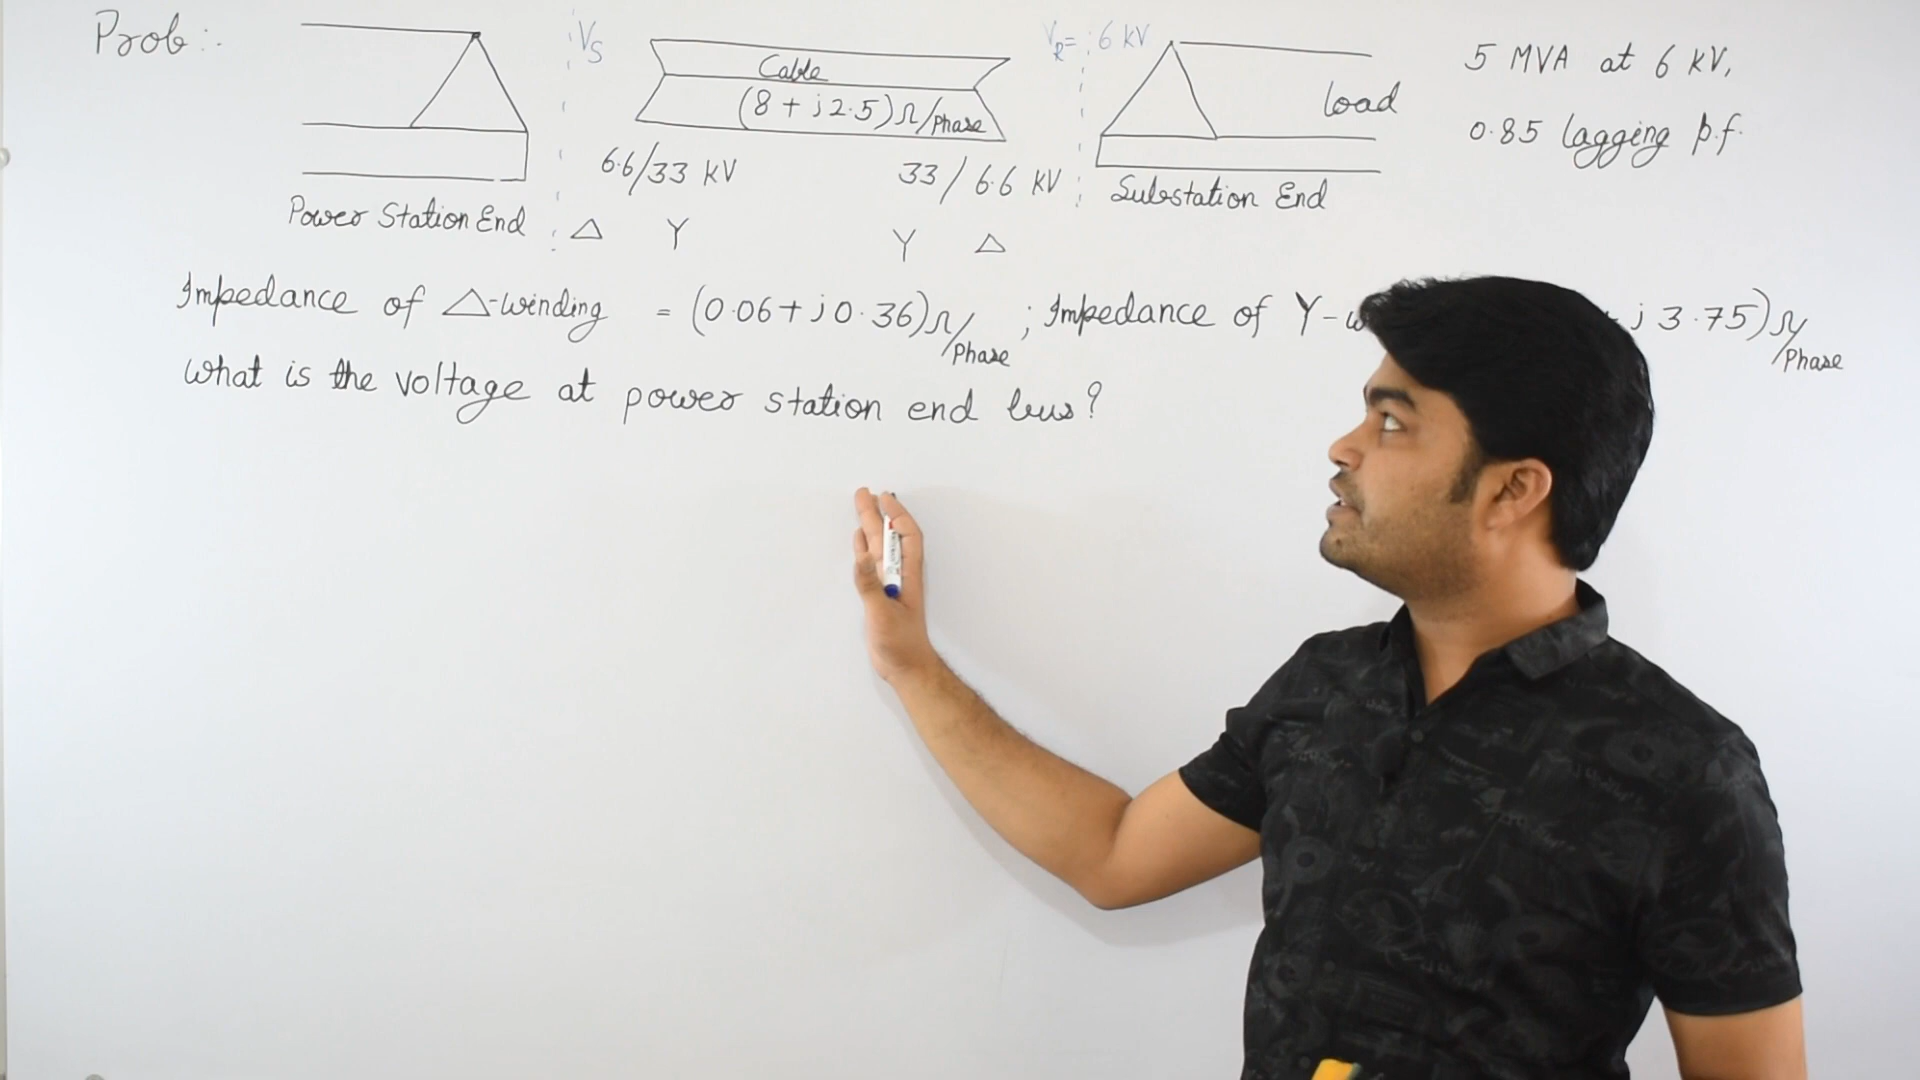 Prob:-
VS
VR = 6 kV
5 MVA at 6 kV,
0.85 lagging p.f.
Cable
(8 + j2.5) Ω/Phase
Load
6.6/33 kV
33/6.6 kV
Power Station End
Substation End
Δ Y
Y Δ
Impedance of Δ-winding = (0.06 + j0.36) Ω/Phase ; Impedance of Y- j3.75) Ω/Phase
What is the voltage at power station end bus?